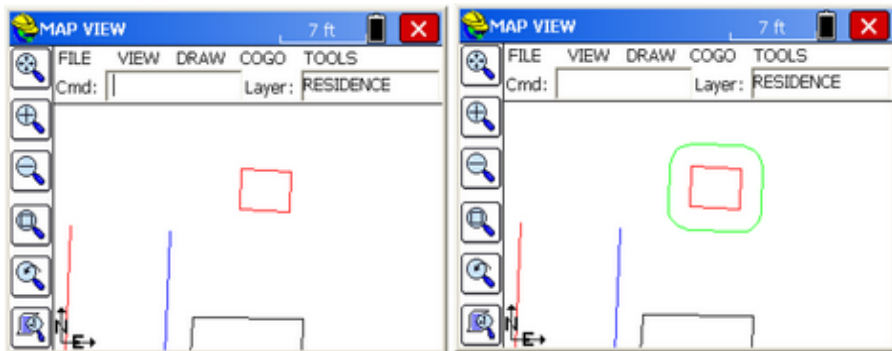 MAP VIEW 7 ft
FILE VIEW DRAW COGO TOOLS
Cmd: Layer: RESIDENCE
N
E
MAP VIEW 7 ft
FILE VIEW DRAW COGO TOOLS
Cmd: Layer: RESIDENCE
N
E